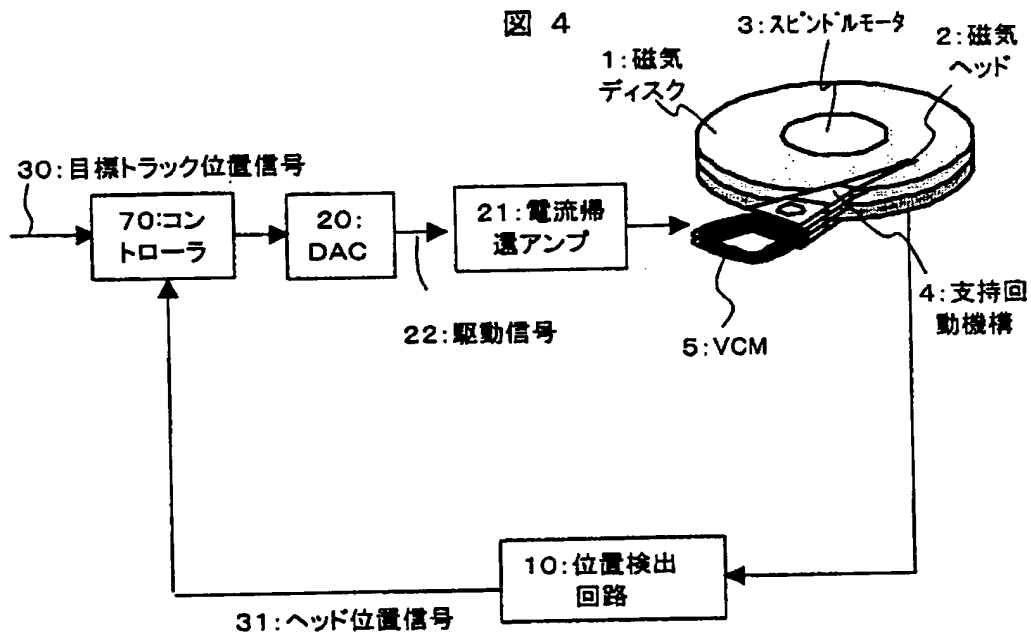 図 4
3:スピンドルモータ
2:磁気
ヘッド
1:磁気
ディスク
30:目標トラック位置信号
70:コン
トローラ
20:
DAC
21:電流帰
還アンプ
22:駆動信号
5:VCM
4:支持回
動機構
10:位置検出
回路
31:ヘッド位置信号